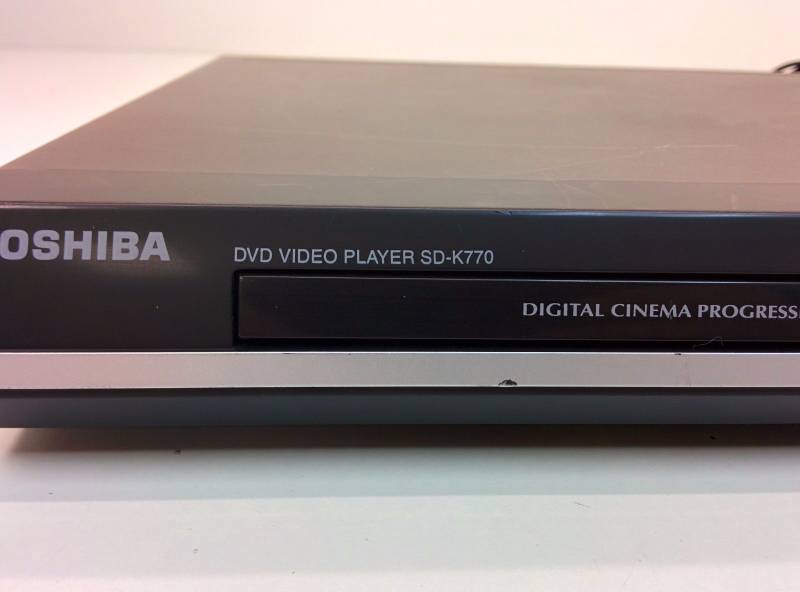 OSHIBA
DVD VIDEO PLAYER SD-K770
DIGITAL CINEMA PROGRESS